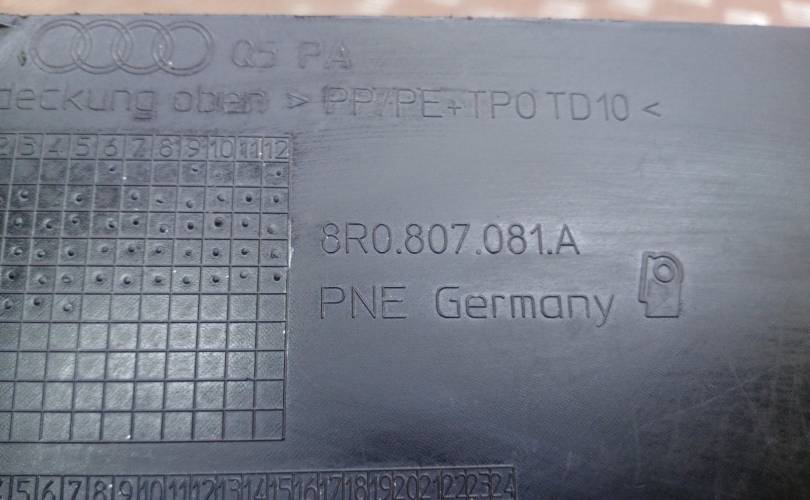 Q5 PA
deckung oben > PP/PE+TPO TD10 <
2 3 4 5 6 7 8 9 10 11 12
8R0.807.081.A
PNE Germany
5 6 7 8 9 10 11 12 13 14 15 16 17 18 19 20 21 22 23 24